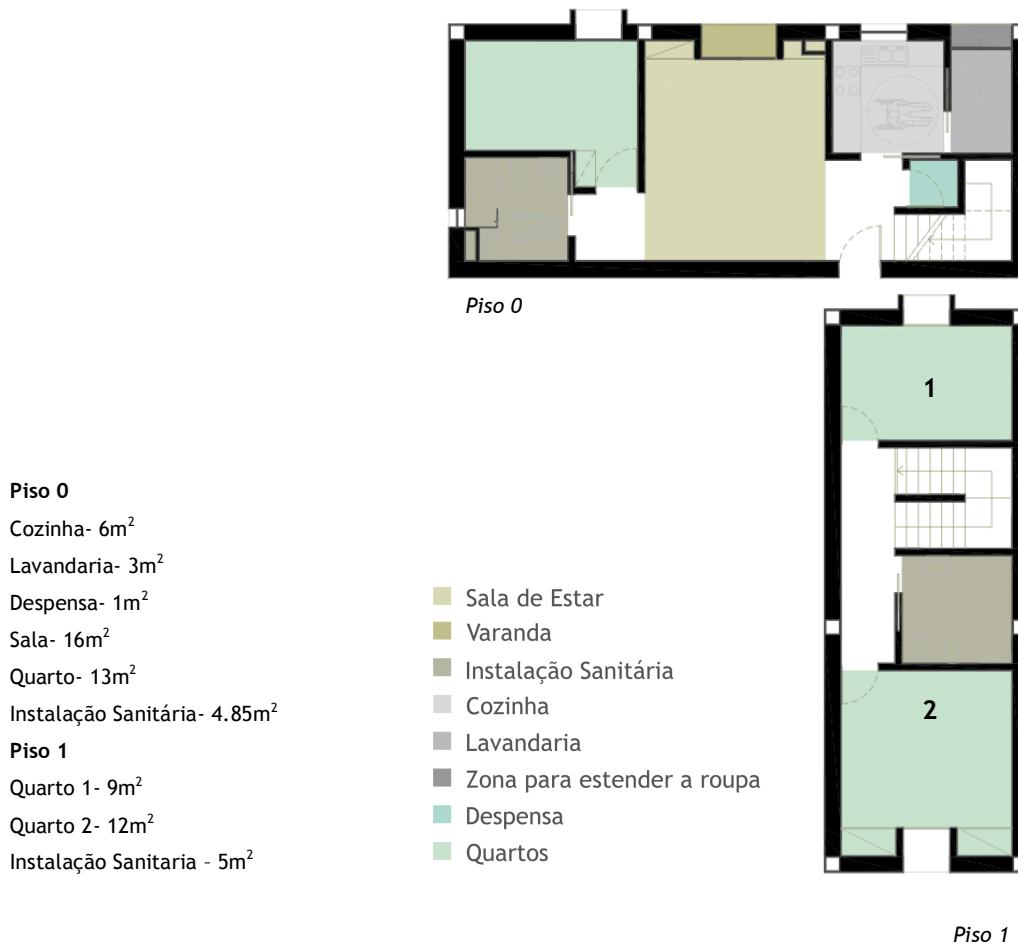 Piso 0
1
2
Piso 0
Cozinha- 6m²
Lavandaria- 3m²
Despensa- 1m²
Sala- 16m²
Quarto- 13m²
Instalação Sanitária- 4.85m²
Piso 1
Quarto 1- 9m²
Quarto 2- 12m²
Instalação Sanitaria – 5m²
Sala de Estar
Varanda
Instalação Sanitária
Cozinha
Lavandaria
Zona para estender a roupa
Despensa
Quartos
Piso 1